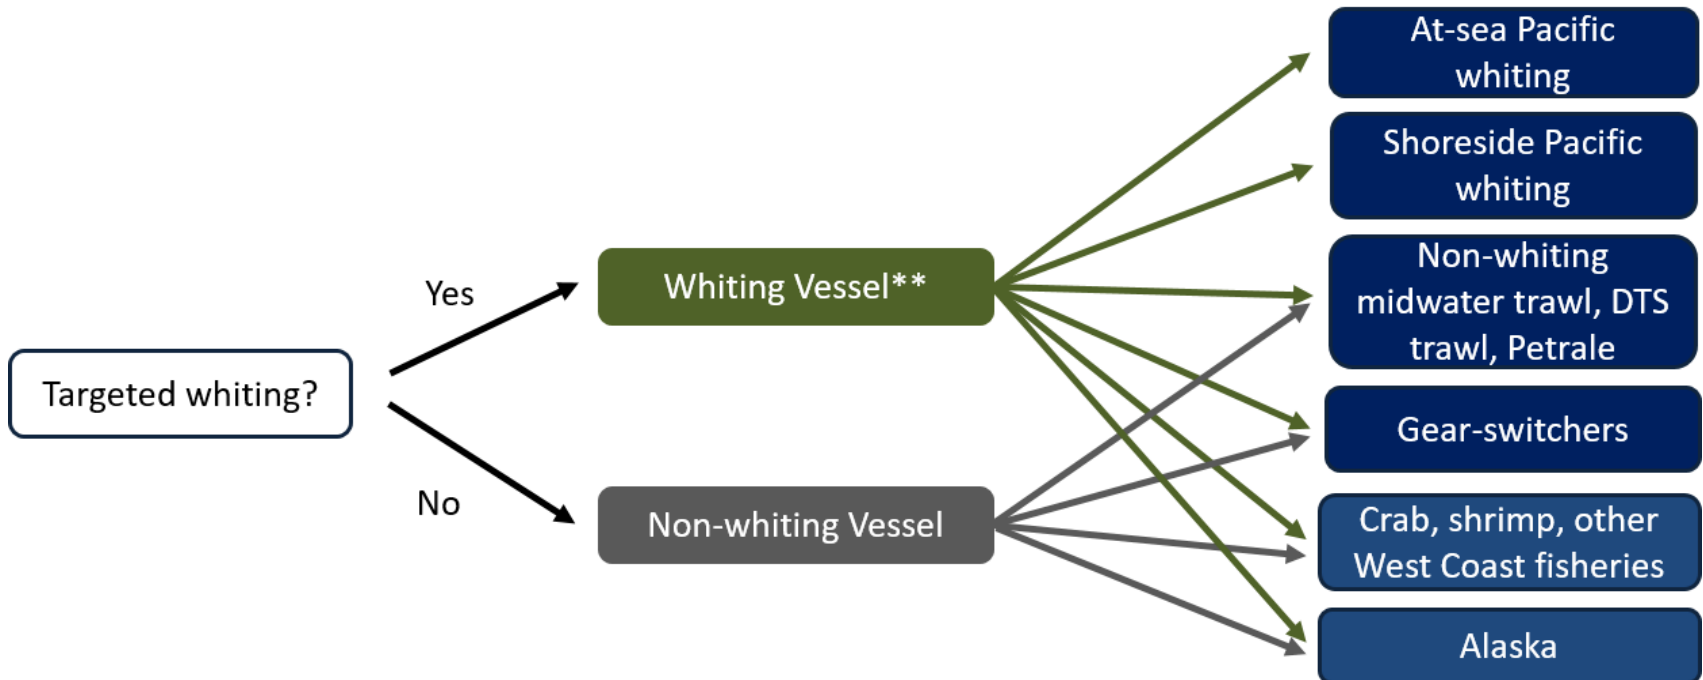 Targeted whiting?
Yes
No
Whiting Vessel**
Non-whiting Vessel
At-sea Pacific
whiting
Shoreside Pacific
whiting
Non-whiting
midwater trawl, DTS
trawl, Petrale
Gear-switchers
Crab, shrimp, other
West Coast fisheries
Alaska